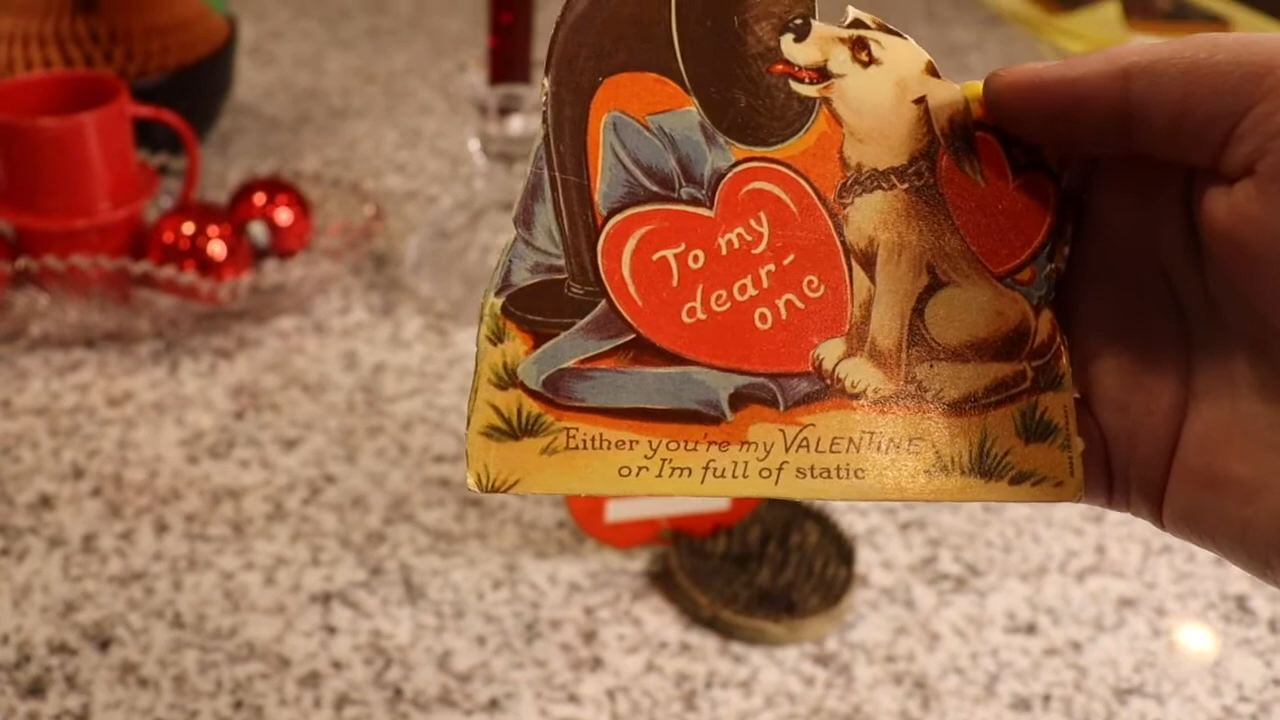 To my
dear-
one
Either you're my VALENTINE
or I'm full of static